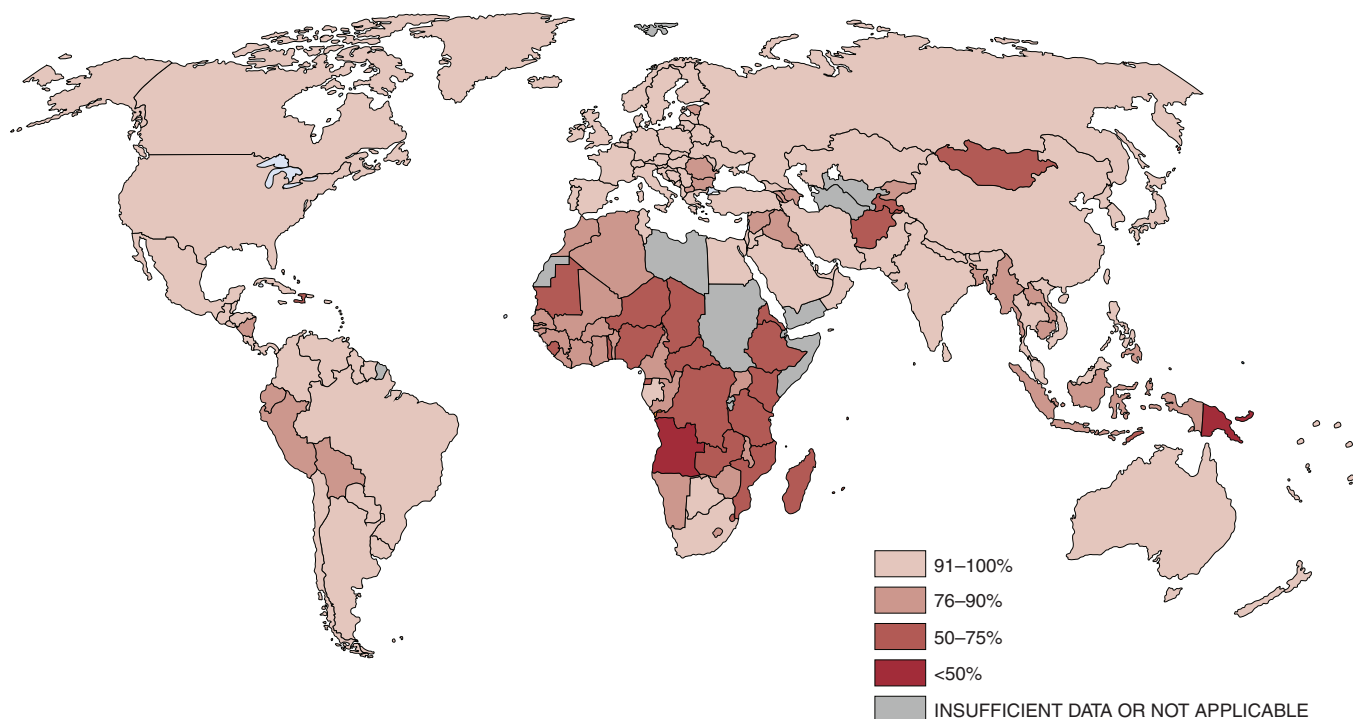 91–100%
76–90%
50–75%
<50%
INSUFFICIENT DATA OR NOT APPLICABLE